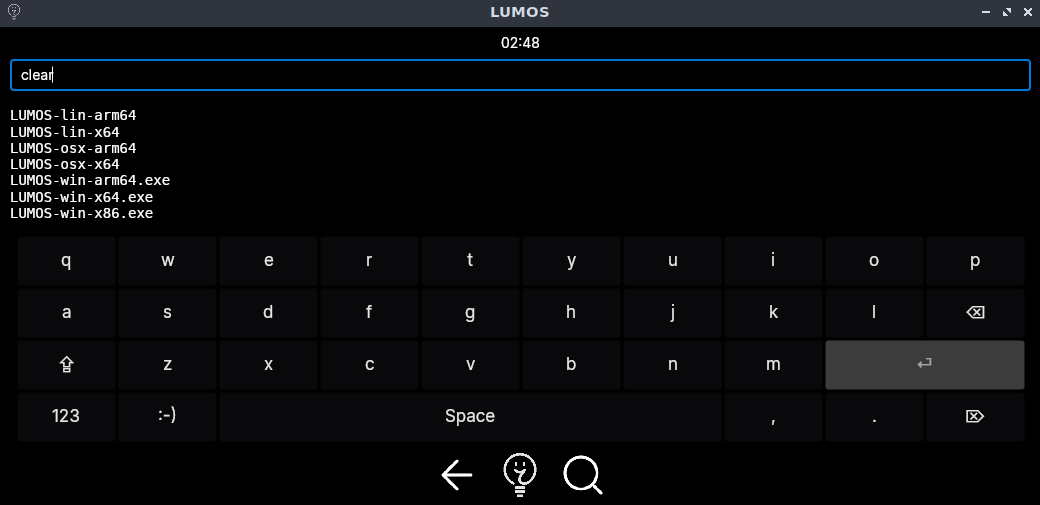 LUMOS
02:48
clear
LUMOS-lin-arm64
LUMOS-lin-x64
LUMOS-osx-arm64
LUMOS-osx-x64
LUMOS-win-arm64.exe
LUMOS-win-x64.exe
LUMOS-win-x86.exe
q w e r t y u i o p
a s d f g h j k l
z x c v b n m
123 :-) Space , .